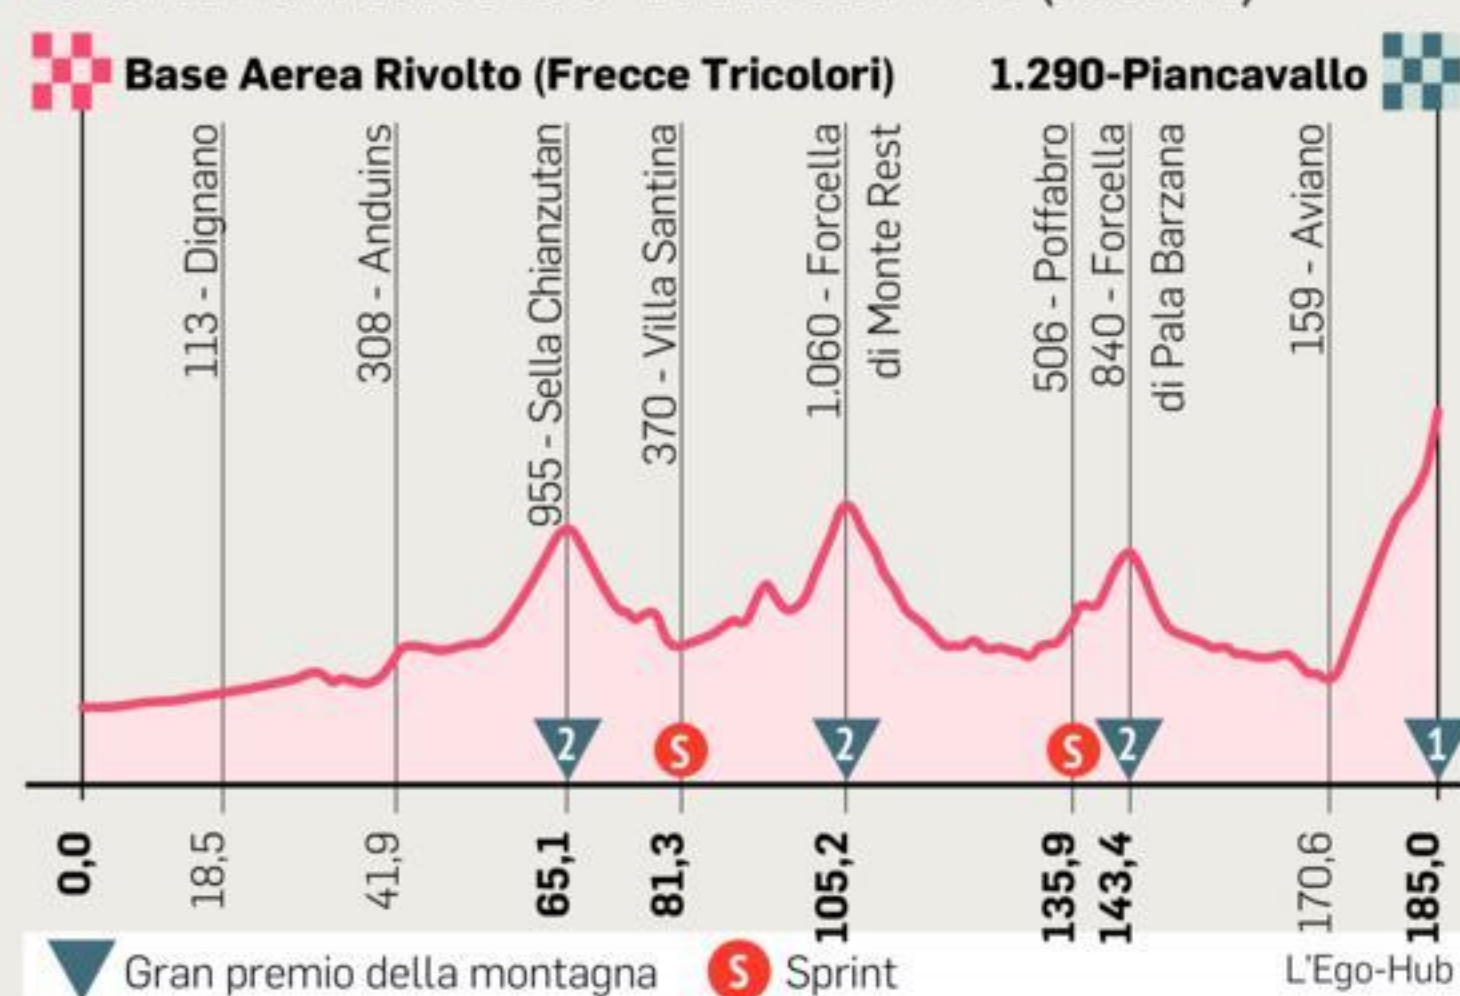 Base Aerea Rivolto (Frecce Tricolori)
1.290-Piancavallo
113 - Dignano
308 - Anduins
955 - Sella Chianzutan
370 - Villa Santina
1.060 - Forcella
di Monte Rest
506 - Poffabro
840 - Forcella
di Pala Barzana
159 - Aviano
2
S
2
S
2
1
0,0
18,5
41,9
65,1
81,3
105,2
135,9
143,4
170,6
185,0
Gran premio della montagna
S
Sprint
L'Ego-Hub